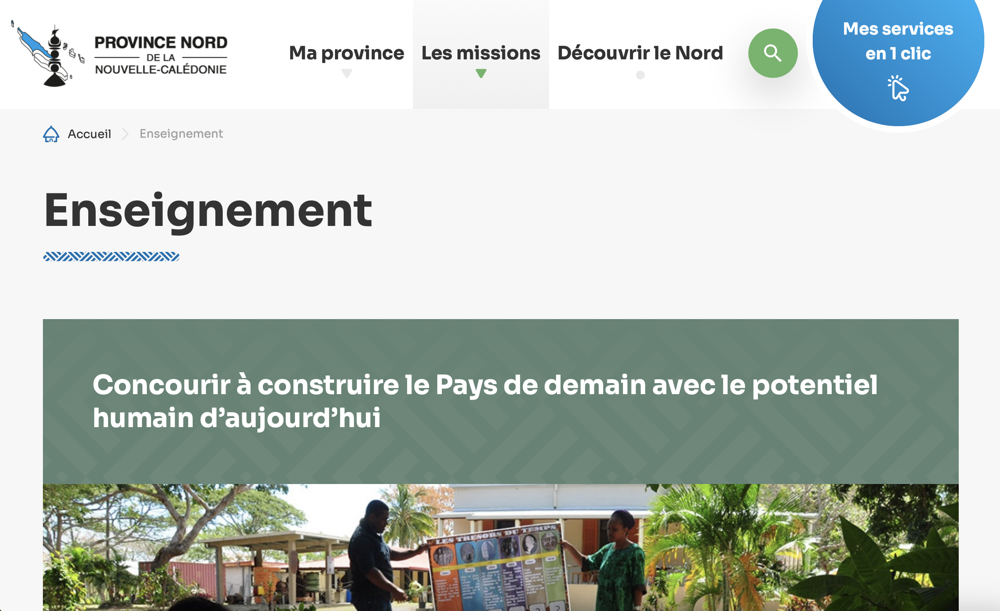 PROVINCE NORD
DE LA
NOUVELLE-CALÉDONIE
Ma province
Les missions
Découvrir le Nord
Mes services
en 1 clic
Accueil
Enseignement
Enseignement
Concourir à construire le Pays de demain avec le potentiel
humain d’aujourd’hui
LES TRESORS DU TEMPS